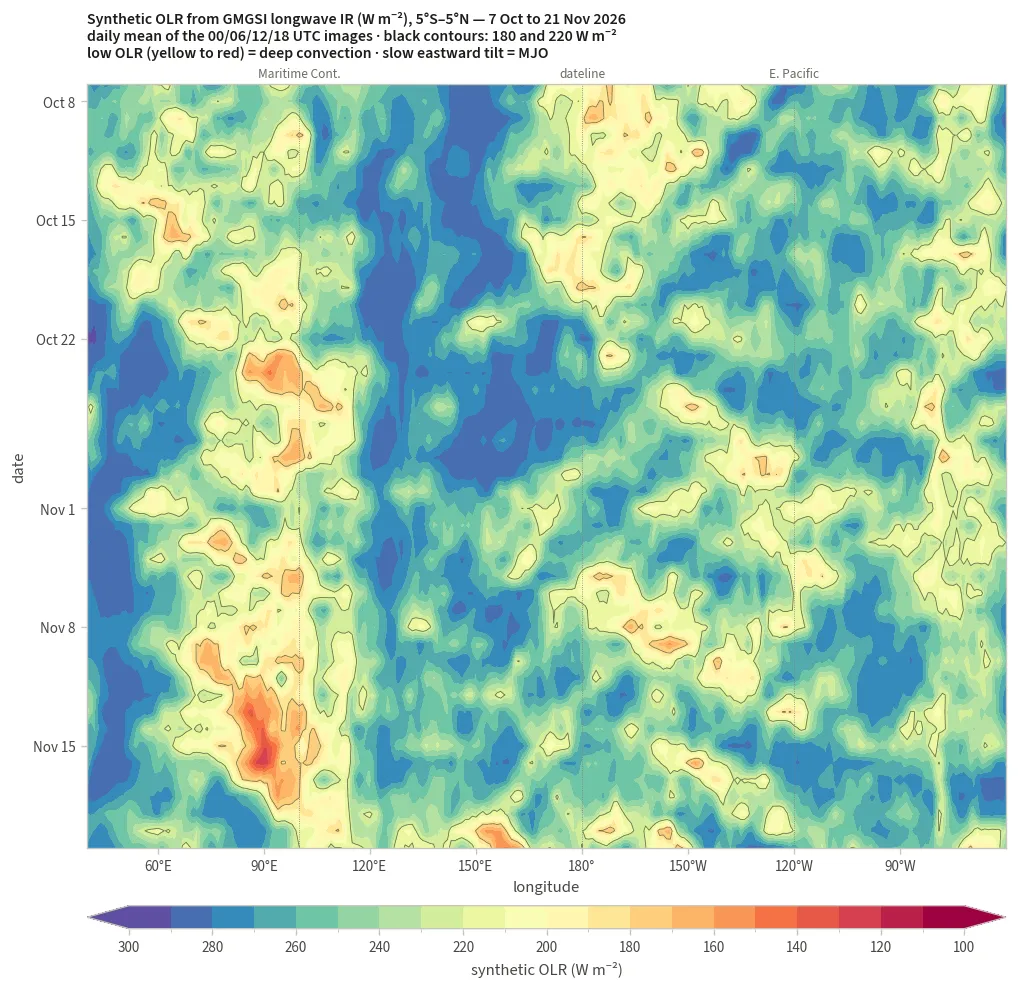 Synthetic OLR from GMGSI longwave IR (W m⁻²), 5°S–5°N — 7 Oct to 21 Nov 2026
daily mean of the 00/06/12/18 UTC images · black contours: 180 and 220 W m⁻²
low OLR (yellow to red) = deep convection · slow eastward tilt = MJO
Maritime Cont. dateline E. Pacific
Oct 8
Oct 15
Oct 22
date
Nov 1
Nov 8
Nov 15
60°E 90°E 120°E 150°E 180° 150°W 120°W 90°W
longitude
300 280 260 240 220 200 180 160 140 120 100
synthetic OLR (W m⁻²)